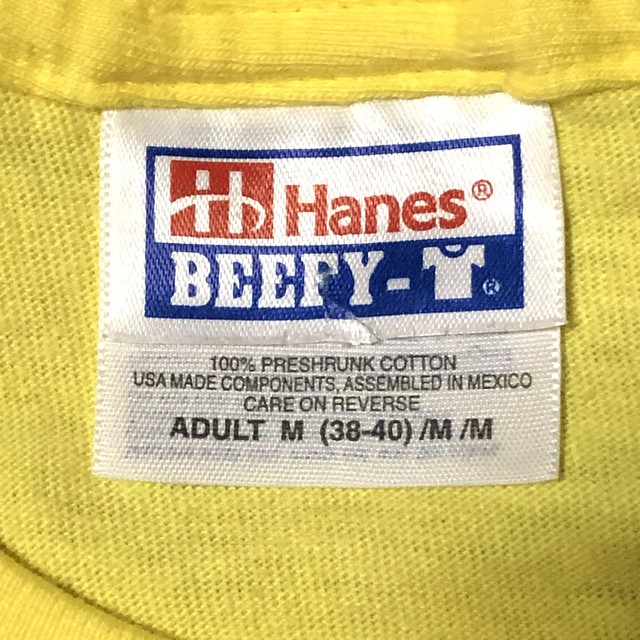 Hanes®
BEEFY-T®
100% PRESHRUNK COTTON
USA MADE COMPONENTS, ASSEMBLED IN MEXICO
CARE ON REVERSE
ADULT M (38-40) /M /M